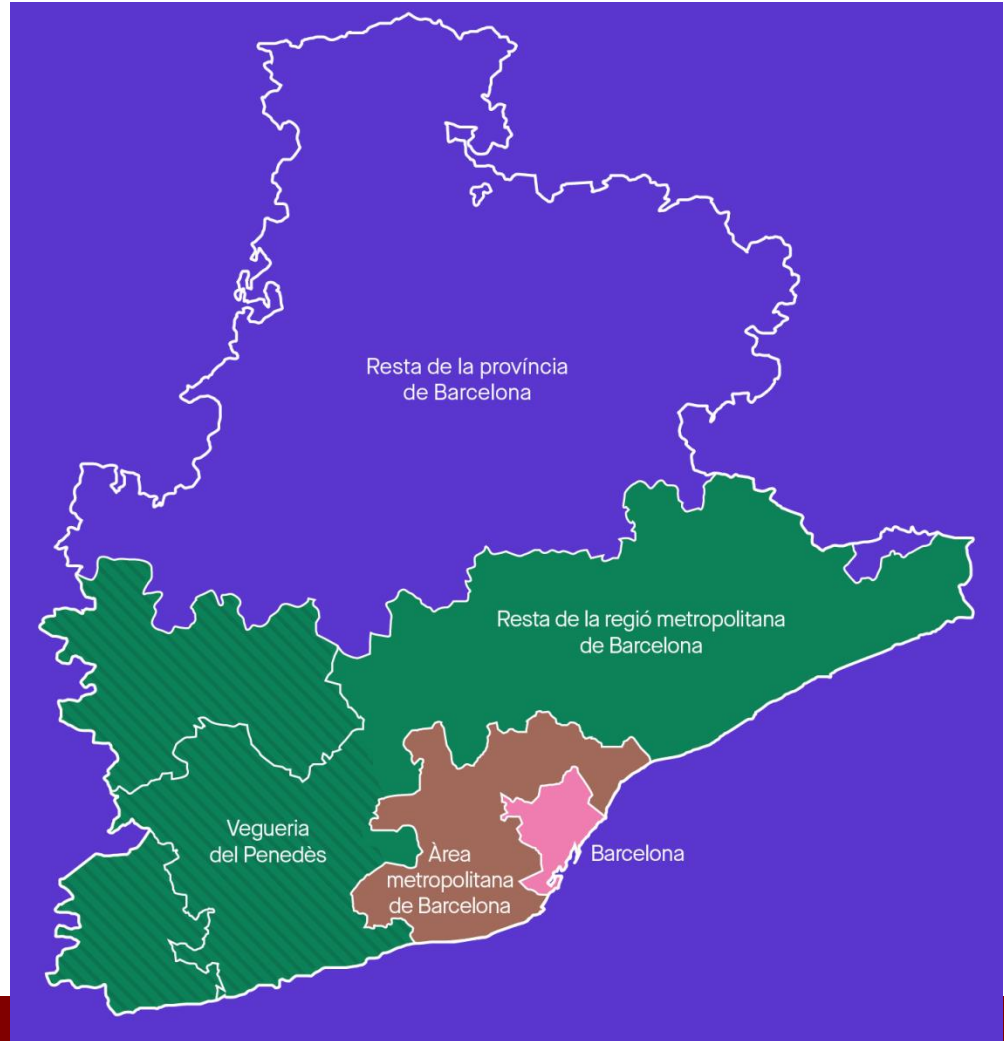 Resta de la província
de Barcelona
Resta de la regió metropolitana
de Barcelona
Vegueria
del Penedès
Àrea
metropolitana
de Barcelona
Barcelona